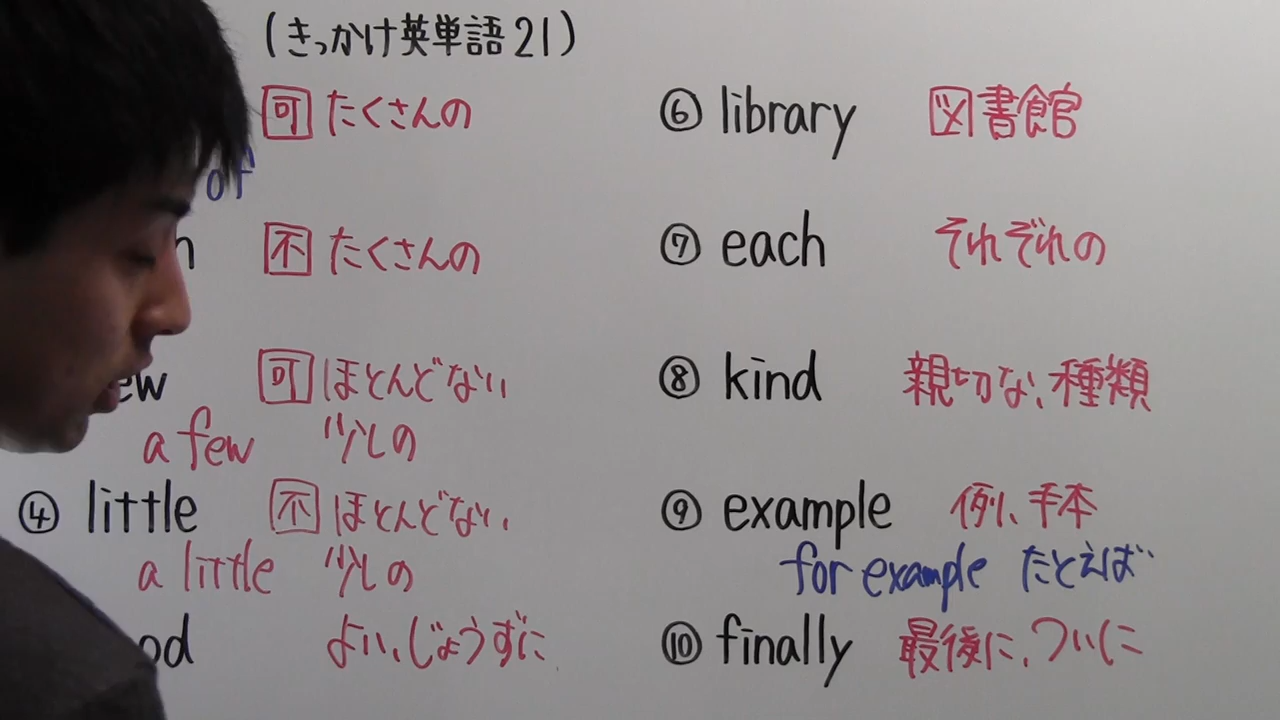 (きっかけ英単語21)
可 たくさんの
of
不 たくさんの
ew 可 ほとんどない
a few 少しの
④ little 不 ほとんどない
a little 少しの
od よい、じょうずに
⑥ library 図書館
⑦ each それぞれの
⑧ kind 親切な、種類
⑨ example 例、手本
for example たとえば
⑩ finally 最後に、ついに